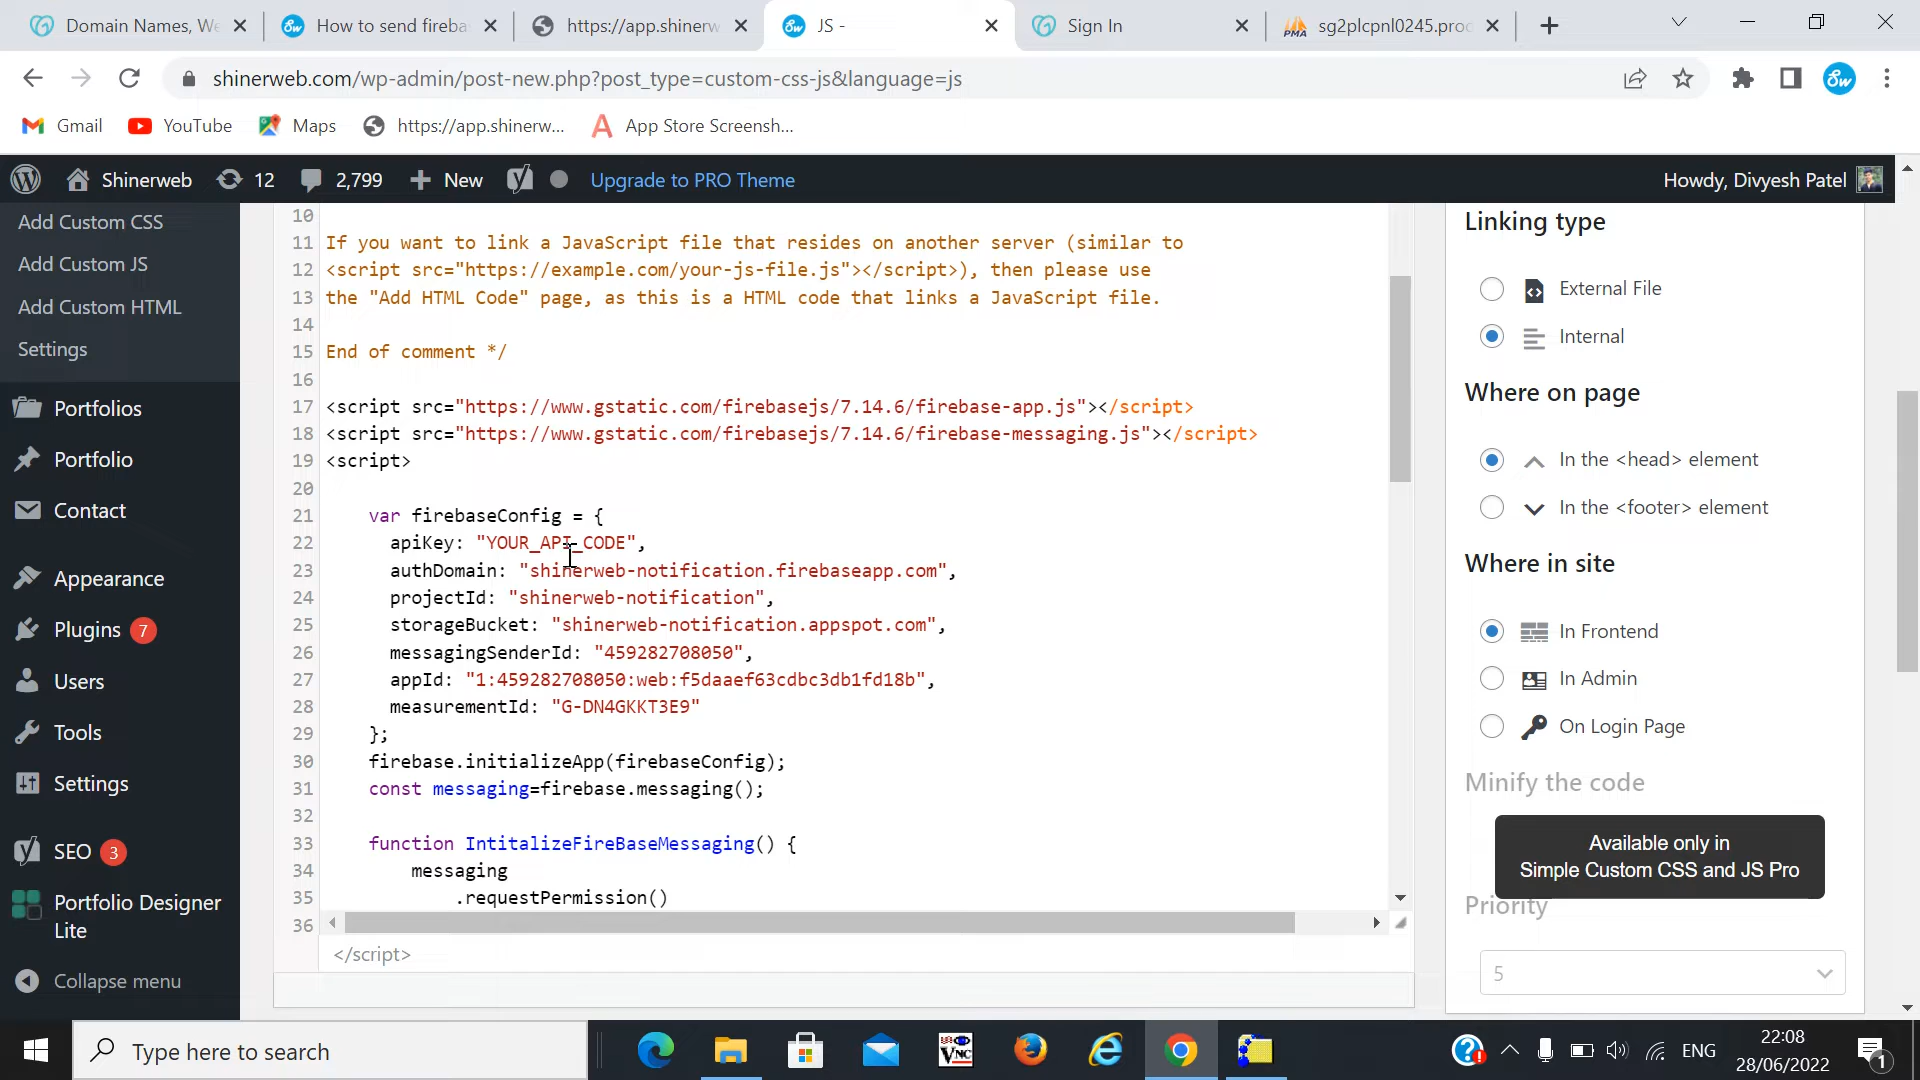 Domain Names, We
How to send fireba
https://app.shinerw
JS -
Sign In
sg2plcpnl0245.proc
shinerweb.com/wp-admin/post-new.php?post_type=custom-css-js&language=js
Sw
Gmail
YouTube
Maps
https://app.shinerw...
App Store Screensh...
Shinerweb
12
2,799
New
Upgrade to PRO Theme
Howdy, Divyesh Patel
Add Custom CSS
Add Custom JS
Add Custom HTML
Settings
Portfolios
Portfolio
Contact
Appearance
Plugins 7
Users
Tools
Settings
SEO 3
Portfolio Designer
Lite
Collapse menu
10
11 If you want to link a JavaScript file that resides on another server (similar to
12 <script src="https://example.com/your-js-file.js"></script>), then please use
13 the "Add HTML Code" page, as this is a HTML code that links a JavaScript file.
14
15 End of comment */
16
17 <script src="https://www.gstatic.com/firebasejs/7.14.6/firebase-app.js"></script>
18 <script src="https://www.gstatic.com/firebasejs/7.14.6/firebase-messaging.js"></script>
19 <script>
20
21 var firebaseConfig = {
22 apiKey: "YOUR_API_CODE",
23 authDomain: "shinerweb-notification.firebaseapp.com",
24 projectId: "shinerweb-notification",
25 storageBucket: "shinerweb-notification.appspot.com",
26 messagingSenderId: "459282708050",
27 appId: "1:459282708050:web:f5daaef63cdbc3db1fd18b",
28 measurementId: "G-DN4GKKT3E9"
29 };
30 firebase.initializeApp(firebaseConfig);
31 const messaging=firebase.messaging();
32
33 function IntitalizeFireBaseMessaging() {
34 messaging
35 .requestPermission()
36
</script>
Linking type
External File
Internal
Where on page
In the <head> element
In the <footer> element
Where in site
In Frontend
In Admin
On Login Page
Minify the code
Available only in
Simple Custom CSS and JS Pro
Priority
5
Type here to search
ENG
22:08
28/06/2022
1